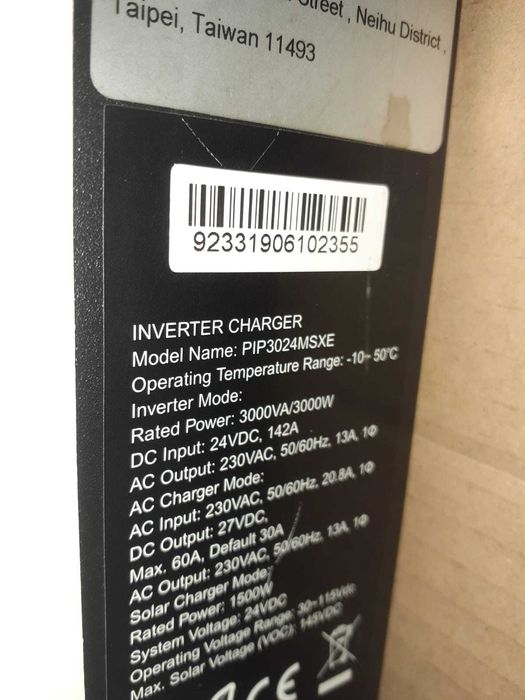 Street, Neihu District,
Taipei, Taiwan 11493
92331906102355
INVERTER CHARGER
Model Name: PIP3024MSXE
Operating Temperature Range: -10~50°C
Inverter Mode:
Rated Power: 3000VA/3000W
DC Input: 24VDC, 142A
AC Output: 230VAC, 50/60Hz, 13A, 1Φ
AC Charger Mode:
AC Input: 230VAC, 50/60Hz, 20.8A, 1Φ
DC Output: 27VDC,
Max. 60A, Default 30A
AC Output: 230VAC, 50/60Hz, 13A, 1Φ
Solar Charger Mode:
Rated Power: 1500W
System Voltage: 24VDC
Operating Voltage Range: 30~115Vdc
Max. Solar Voltage (VOC): 145VDC
CE